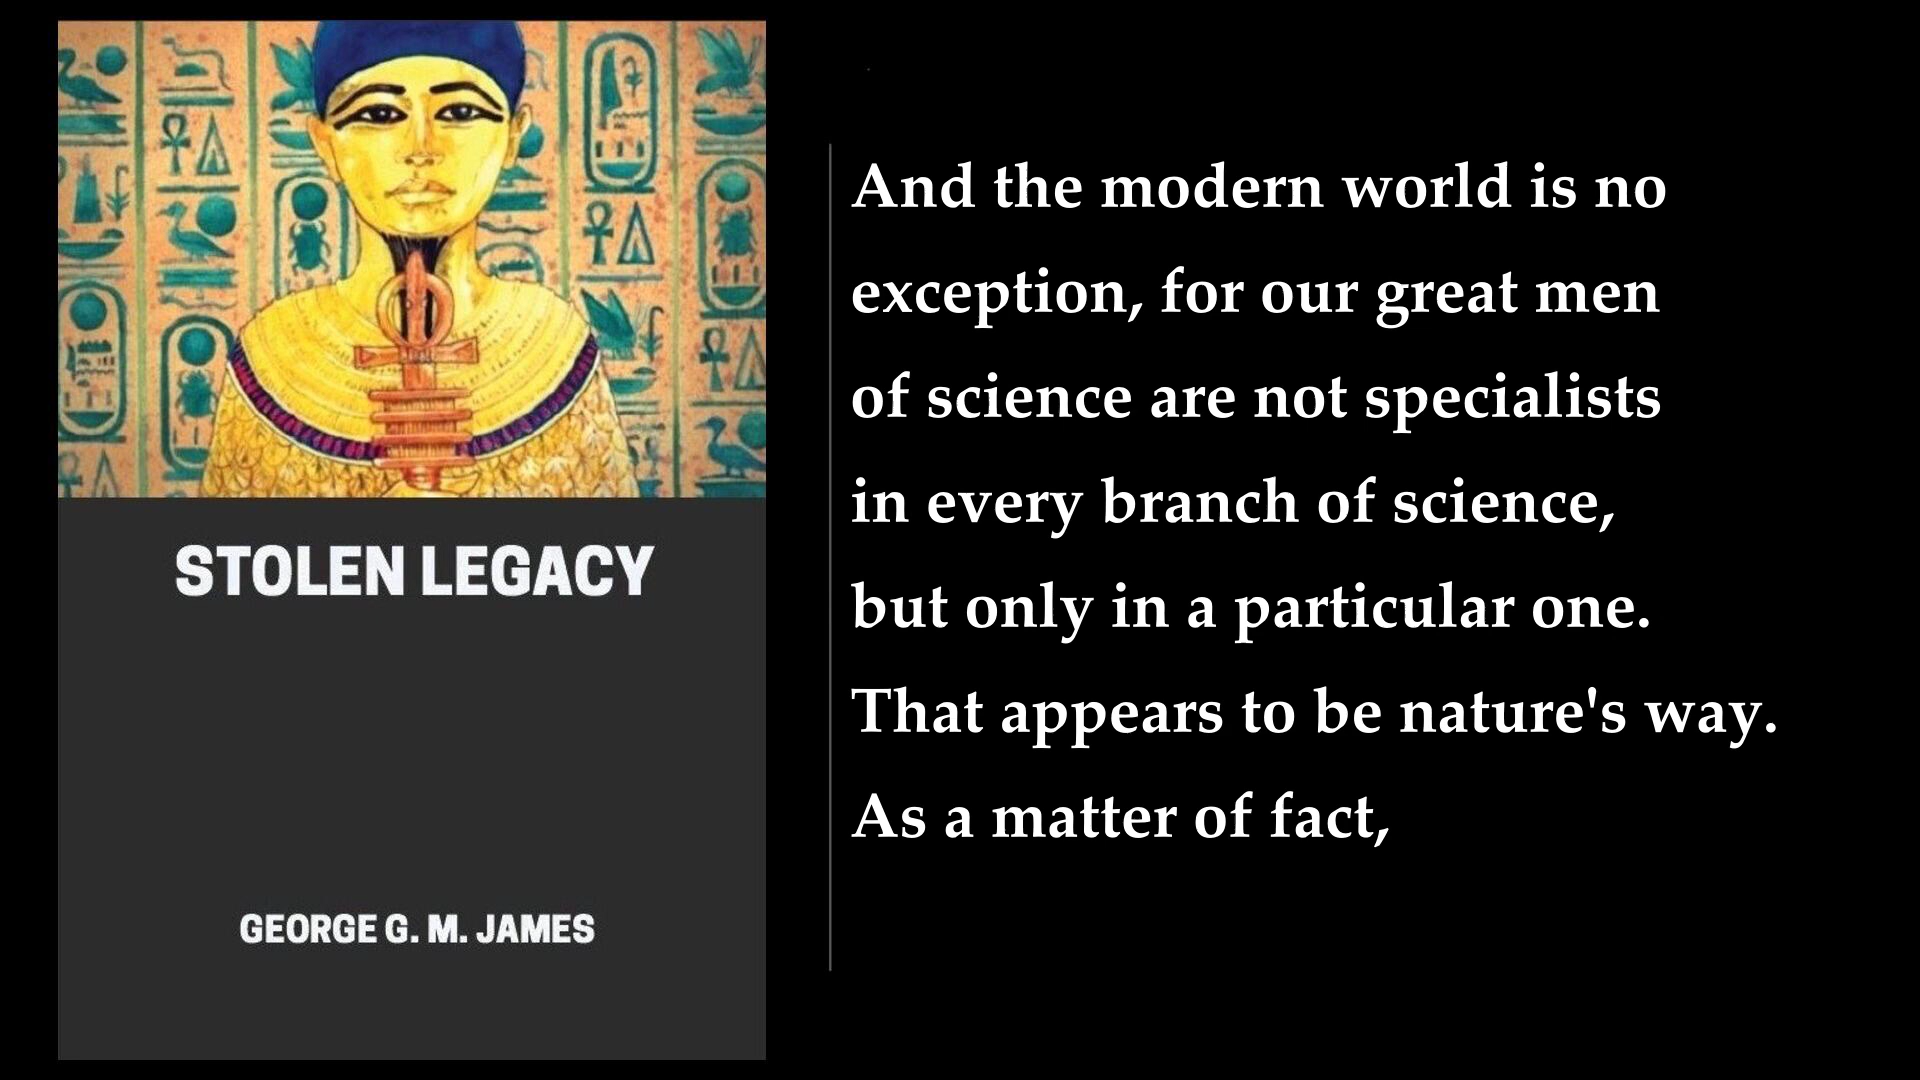 STOLEN LEGACY
GEORGE G. M. JAMES
And the modern world is no
exception, for our great men
of science are not specialists
in every branch of science,
but only in a particular one.
That appears to be nature's way.
As a matter of fact,